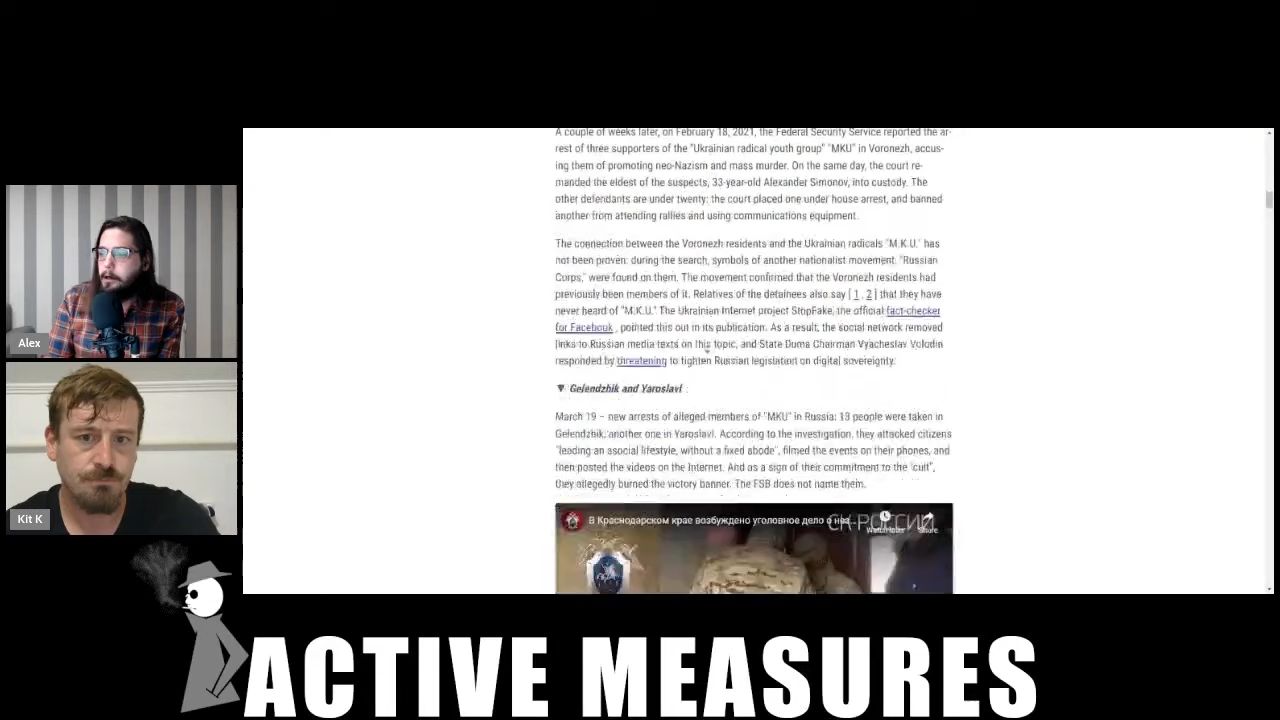 A couple of weeks later, on February 18, 2021, the Federal Security Service reported the ar-
rest of three supporters of the "Ukrainian radical youth group" "MKU" in Voronezh, accus-
ing them of promoting neo-Nazism and mass murder. On the same day, the court re-
manded the eldest of the suspects, 33-year-old Alexander Simonov, into custody. The
other defendants are under twenty: the court placed one under house arrest, and banned
another from attending rallies and using communications equipment.
The connection between the Voronezh residents and the Ukrainian radicals "M.K.U." has
not been proven: during the search, symbols of another nationalist movement: "Russian
Corps," were found on them. The movement confirmed that the Voronezh residents had
previously been members of it. Relatives of the detainees also say [ 1 , 2 ] that they have
never heard of "M.K.U." The Ukrainian Internet project StopFake, the official fact-checker
for Facebook , pointed this out in its publication. As a result, the social network removed
links to Russian media texts on this topic, and State Duma Chairman Vyacheslav Volodin
responded by threatening to tighten Russian legislation on digital sovereignty.
▼ Gelendzhik and Yaroslavl :
March 19 – new arrests of alleged members of "MKU" in Russia: 13 people were taken in
Gelendzhik, another one in Yaroslavl. According to the investigation, they attacked citizens
"leading an asocial lifestyle, without a fixed abode", filmed the events on their phones, and
then posted the videos on the Internet. And as a sign of their commitment to the "cult",
they allegedly burned the victory banner. The FSB does not name them.
В Краснодарском крае возбуждено уголовное дело о нез...
СК РОССИИ
Watch later
Share
Alex
Kit K
ACTIVE MEASURES